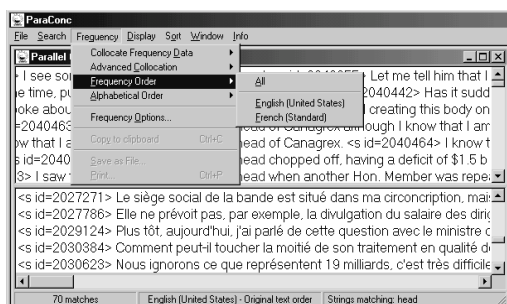 ParaConc
File Search Frequency Display Sort Window Info
Parallel
Collocate Frequency Data
Advanced Collocation
Frequency Order
Alphabetical Order
Frequency Options...
Copy to clipboard Ctrl+C
Save as File...
Print... Ctrl+P
All
English (United States)
French (Standard)
I see
Let me tell him that I
e time, pu 2040442> Has it sudd
oke abou creating this body on
=2040463 ead of Canagrex although I know that I am
ow that I a ead of Canagrex. <s id=2040464> I know t
s id=2040 ead chopped off, having a deficit of $1.5 b
3> I saw ead when another Hon. Member was repea
<s id=2027271> Le siège social de la bande est situé dans ma circonription, mais
<s id=2027786> Elle ne prévoit pas, par exemple, la divulgation du salaire des dirig
<s id=2029124> Plus tôt, aujourd'hui, j'ai parlé de cette question avec le ministre c
<s id=2030384> Comment peut-il toucher la moitié de son traitement en qualité d
<s id=2030623> Nous ignorons ce que représentent 19 milliards, c'est très difficile
70 matches English (United States) - Original text order Strings matching: head